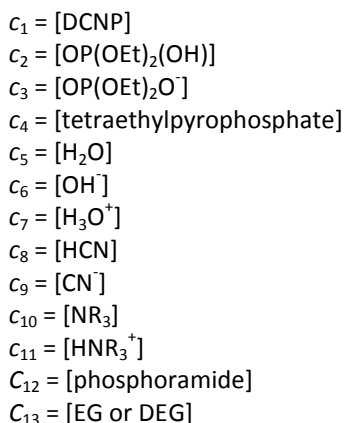 c₁ = [DCNP]
c₂ = [OP(OEt)₂(OH)]
c₃ = [OP(OEt)₂O⁻]
c₄ = [tetraethylpyrophosphate]
c₅ = [H₂O]
c₆ = [OH⁻]
c₇ = [H₃O⁺]
c₈ = [HCN]
c₉ = [CN⁻]
c₁₀ = [NR₃]
c₁₁ = [HNR₃⁺]
C₁₂ = [phosphoramide]
C₁₃ = [EG or DEG]